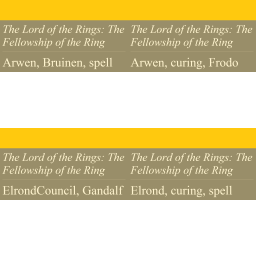 The Lord of the Rings: The
Fellowship of the Ring
Arwen, Bruinen, spell
The Lord of the Rings: The
Fellowship of the Ring
Arwen, curing, Frodo
The Lord of the Rings: The
Fellowship of the Ring
ElrondCouncil, Gandalf
The Lord of the Rings: The
Fellowship of the Ring
Elrond, curing, spell